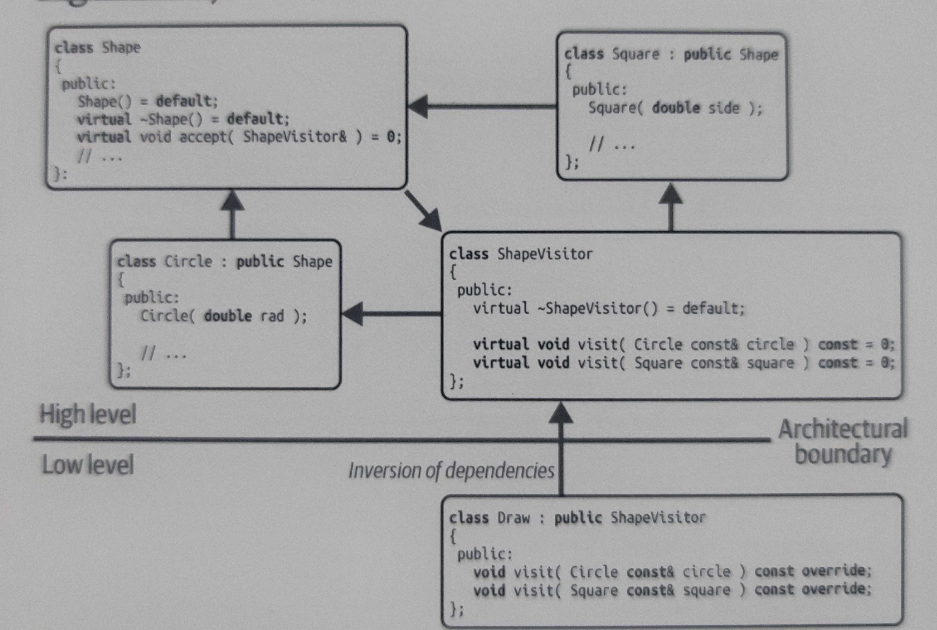 class Shape
{
public:
Shape() = default;
virtual ~Shape() = default;
virtual void accept( ShapeVisitor& ) = 0;
// ...
};
class Square : public Shape
{
public:
Square( double side );
// ...
};
class Circle : public Shape
{
public:
Circle( double rad );
// ...
};
class ShapeVisitor
{
public:
virtual ~ShapeVisitor() = default;
virtual void visit( Circle const& circle ) const = 0;
virtual void visit( Square const& square ) const = 0;
};
High level
Architectural
boundary
Low level
Inversion of dependencies
class Draw : public ShapeVisitor
{
public:
void visit( Circle const& circle ) const override;
void visit( Square const& square ) const override;
};